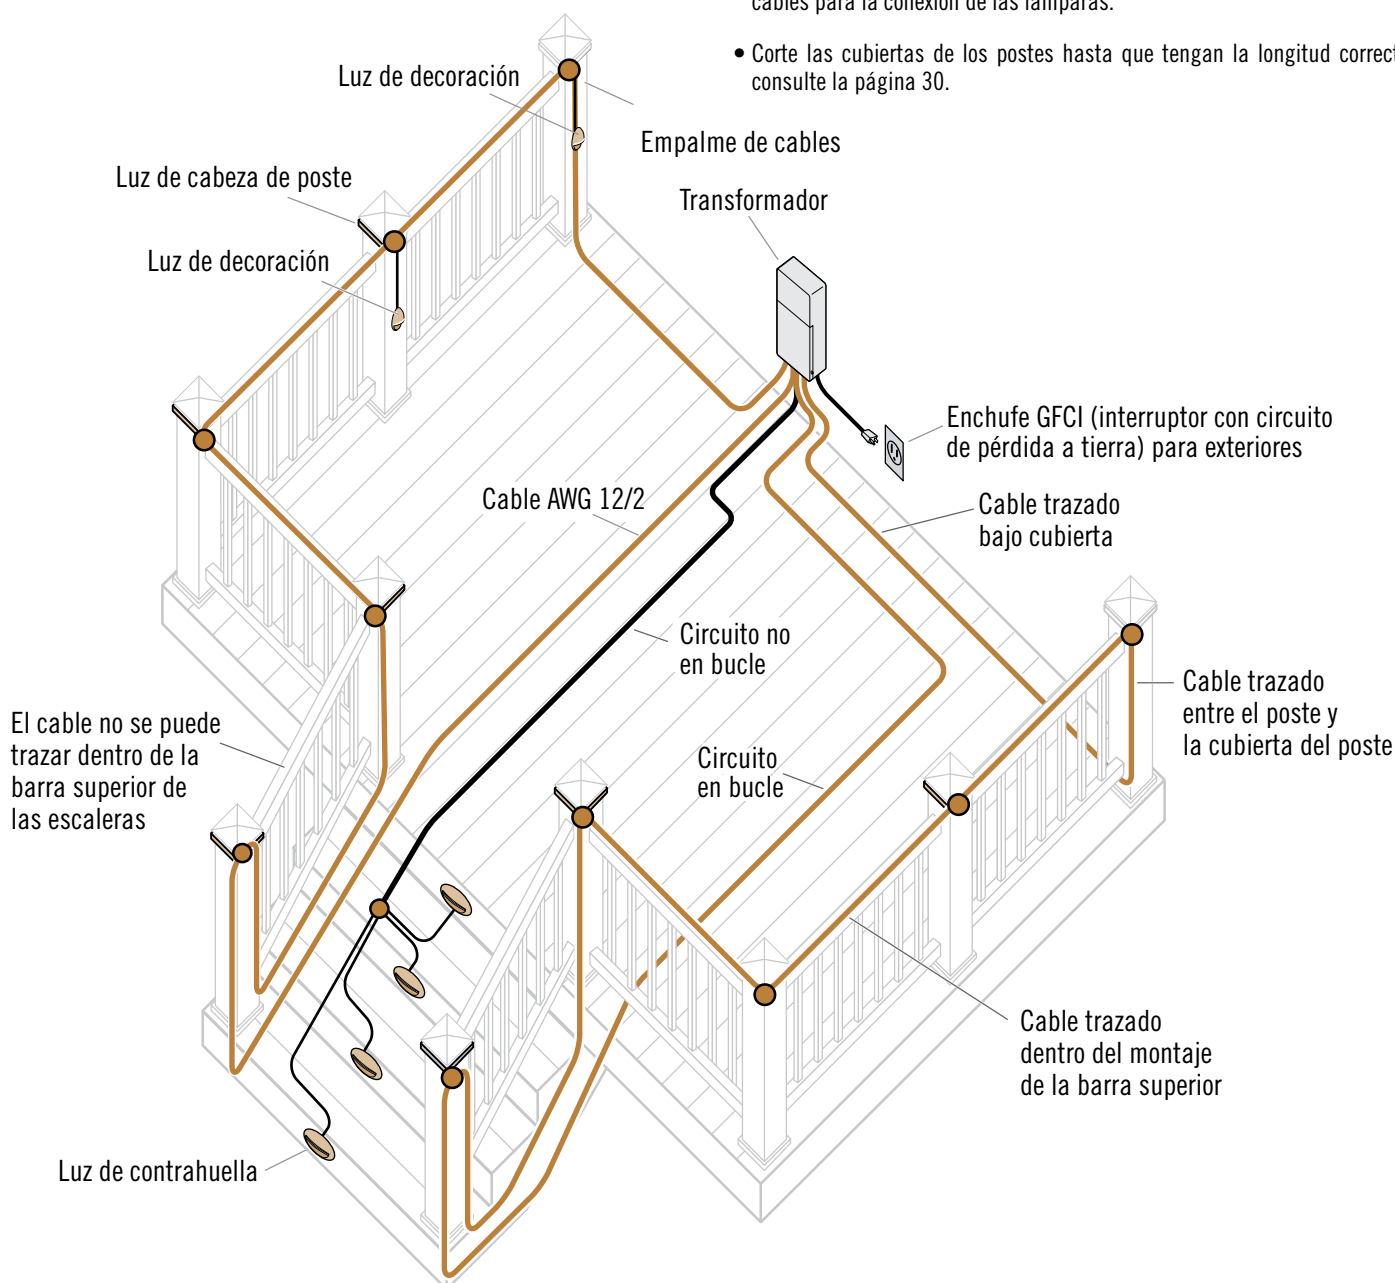 cables para la conexión de las lámparas.
• Corte las cubiertas de los postes hasta que tengan la longitud
consulte la página 30.
Luz de decoración
Empalme de cables
Luz de cabeza de poste
Transformador
Luz de decoración
Enchufe GFCI (interruptor con circuito
de pérdida a tierra) para exteriores
Cable AWG 12/2
Cable trazado
bajo cubierta
Circuito no
en bucle
Cable trazado
entre el poste y
la cubierta del poste
El cable no se puede
trazar dentro de la
barra superior de
las escaleras
Circuito
en bucle
Cable trazado
dentro del montaje
de la barra superior
Luz de contrahuella